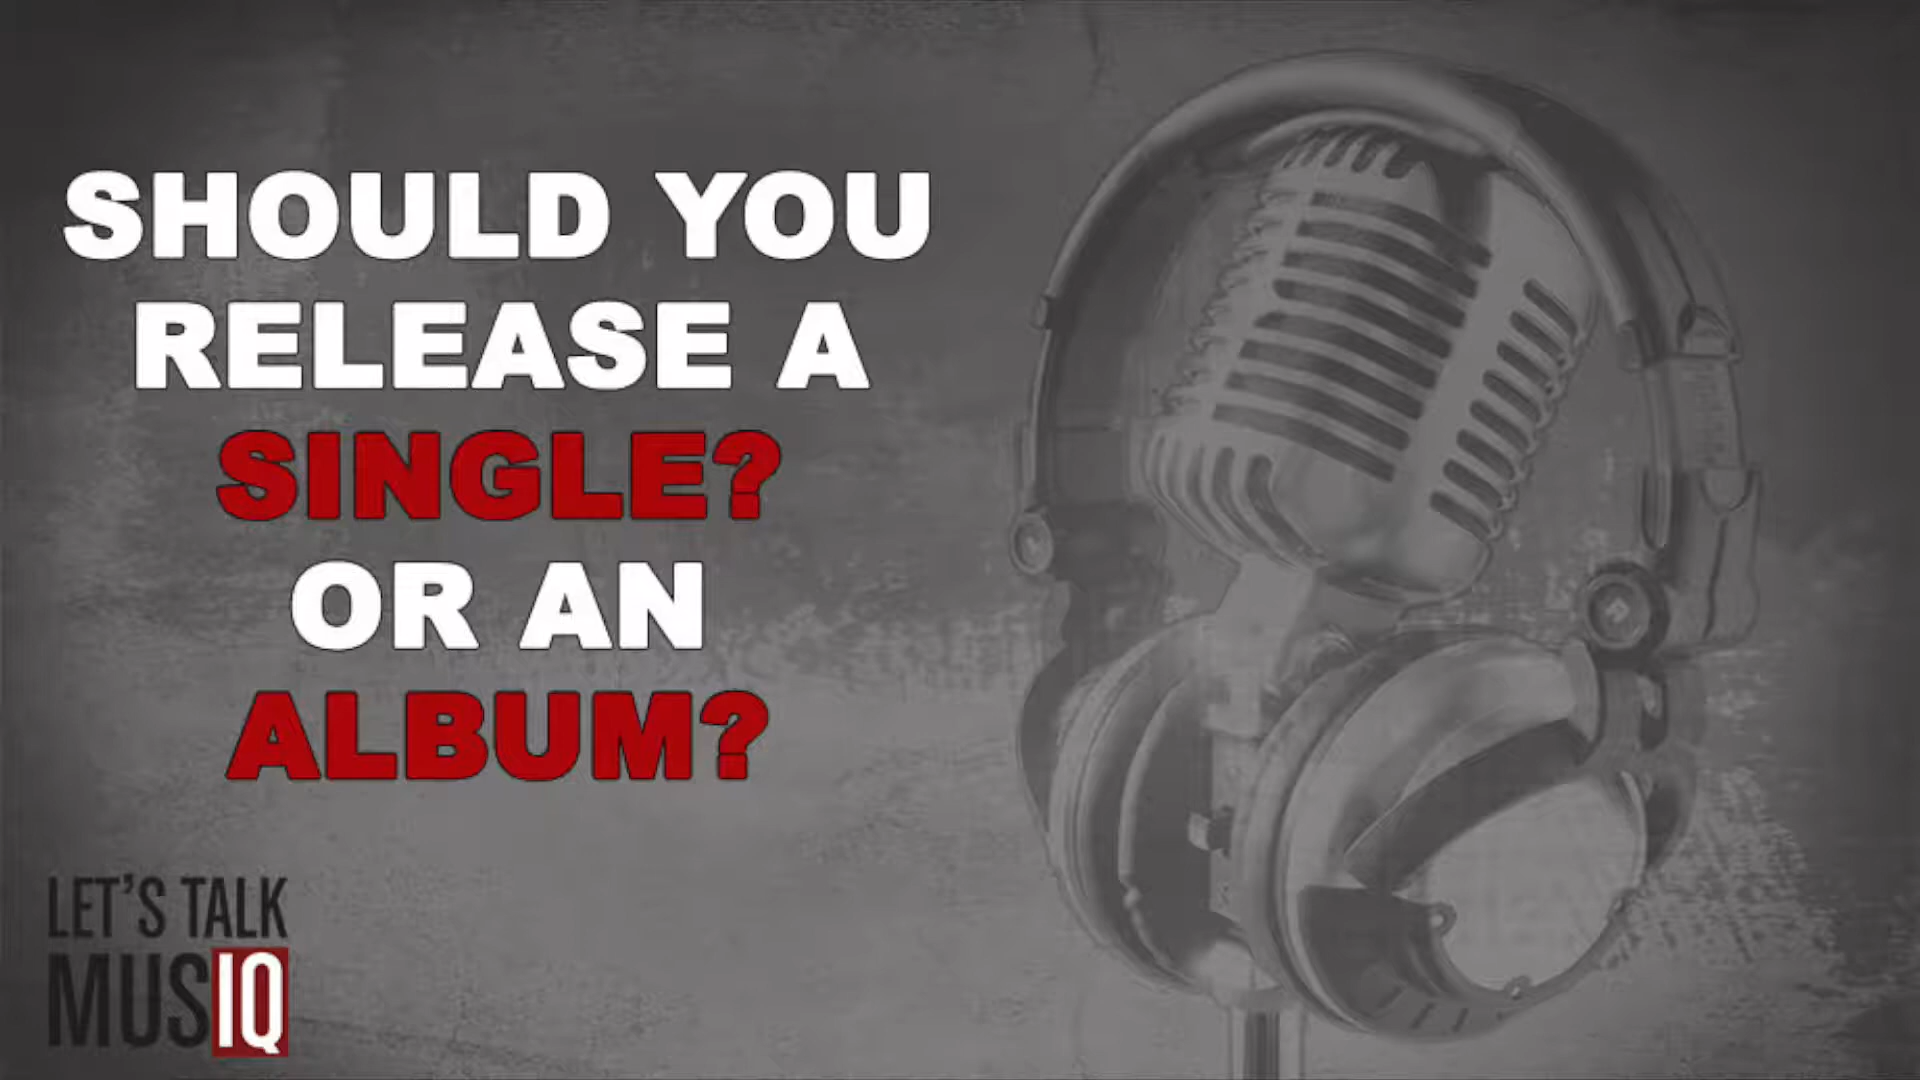 SHOULD YOU
RELEASE A
SINGLE?
OR AN
ALBUM?
LET'S TALK
MUSIQ